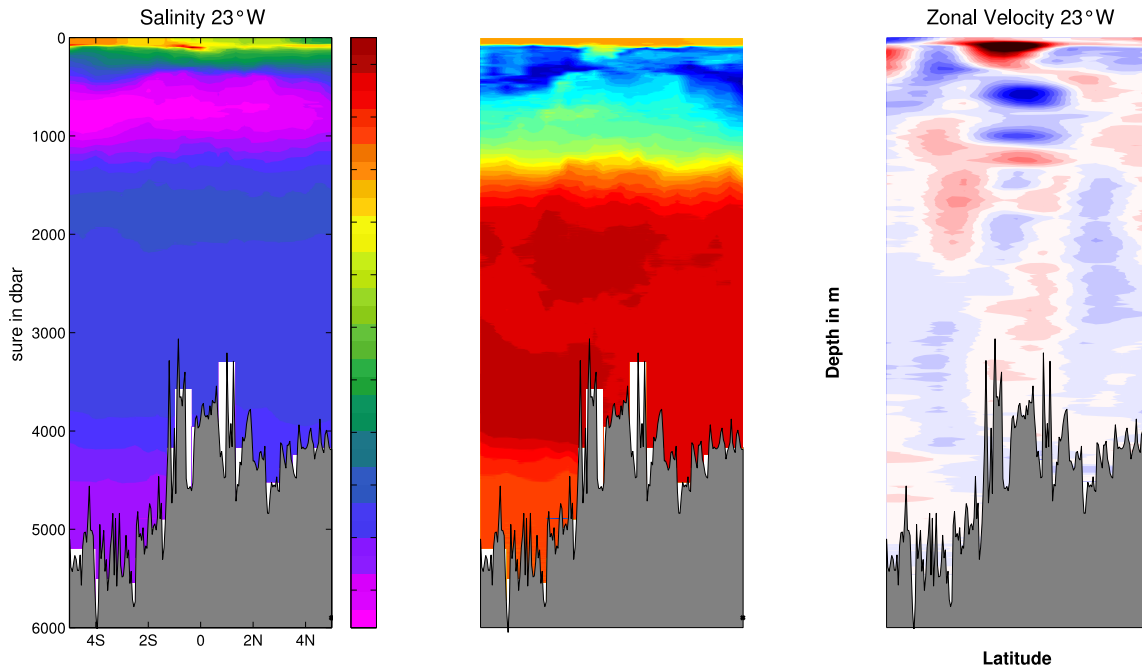 Salinity 23°W
Zonal Velocity 23°W
0
1000
2000
3000
4000
5000
6000
sure in dbar
4S 2S 0 2N 4N
Depth in m
Latitude